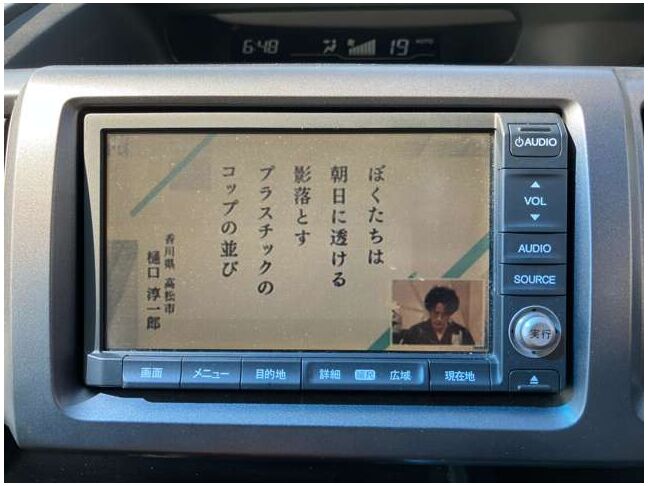 6:48
19
AUTO
ぼくたちは
朝日に透ける
影落とす
プラスチックの
コップの並び
香川県 高松市
樋口 淳一郎
AUDIO
VOL
AUDIO
SOURCE
実行
画面
メニュー
目的地
詳細
広域
現在地